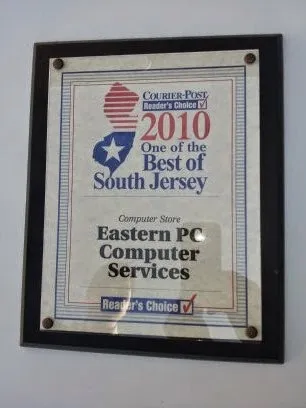 COURIER-POST
Reader's Choice
2010
One of the
Best of
South Jersey
Computer Store
Eastern PC
Computer
Services
Reader's Choice